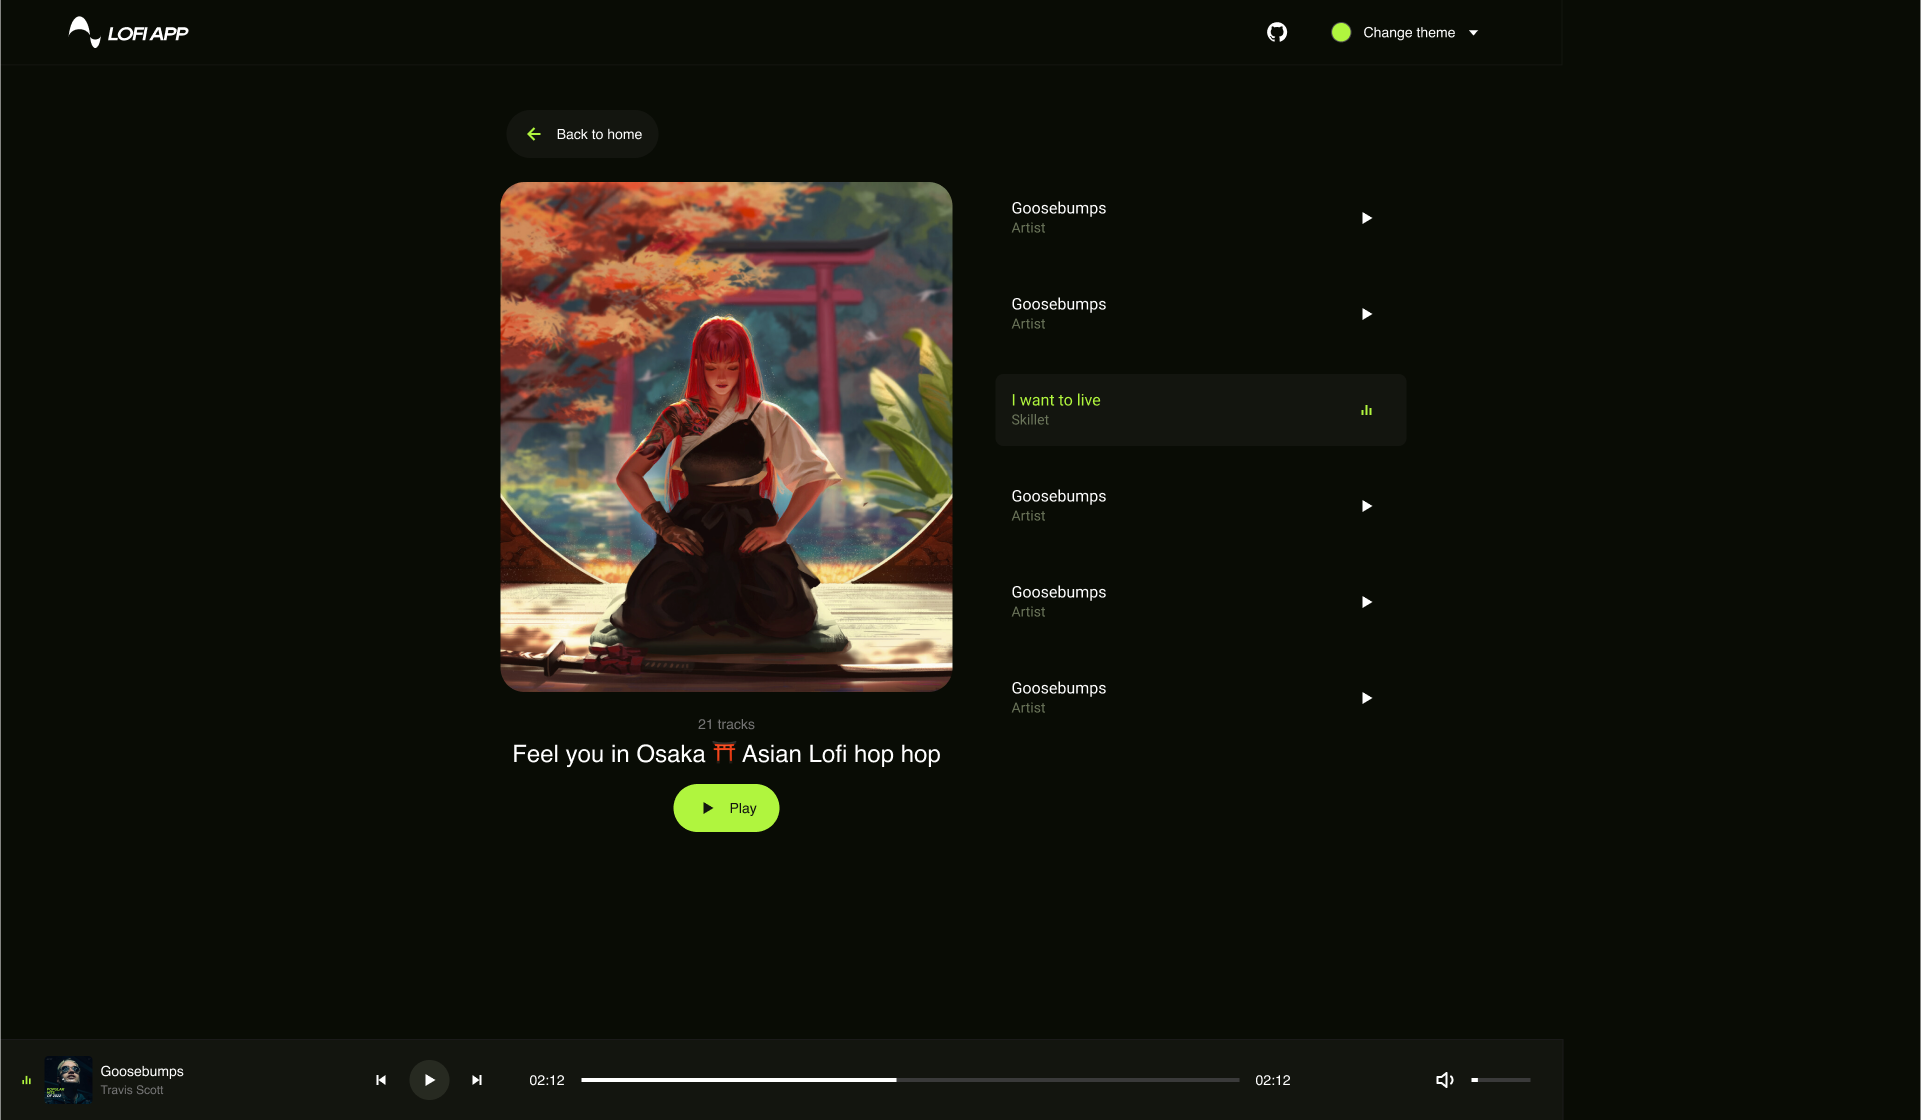 LOFI APP
Change theme
Back to home
Goosebumps
Artist
Goosebumps
Artist
I want to live
Skillet
Goosebumps
Artist
Goosebumps
Artist
Goosebumps
Artist
21 tracks
Feel you in Osaka ⛩ Asian Lofi hop hop
Play
Goosebumps
Travis Scott
02:12
02:12